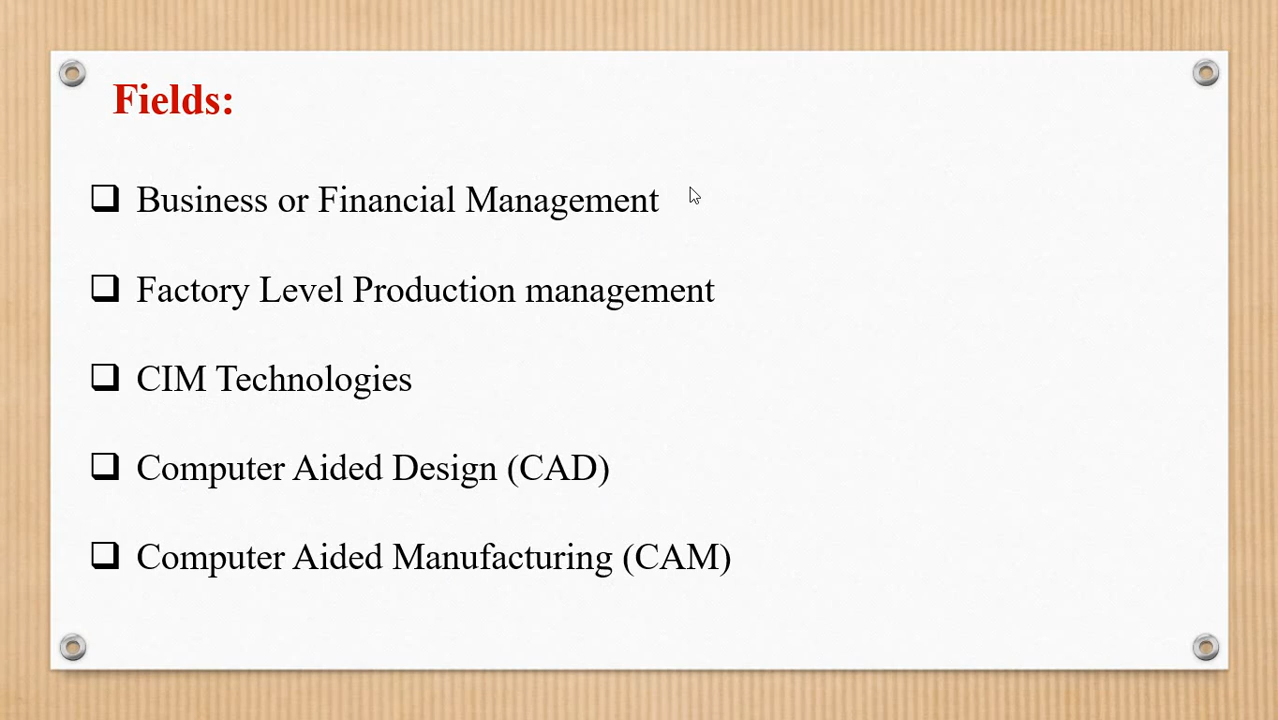 Fields:
Business or Financial Management
Factory Level Production management
CIM Technologies
Computer Aided Design (CAD)
Computer Aided Manufacturing (CAM)